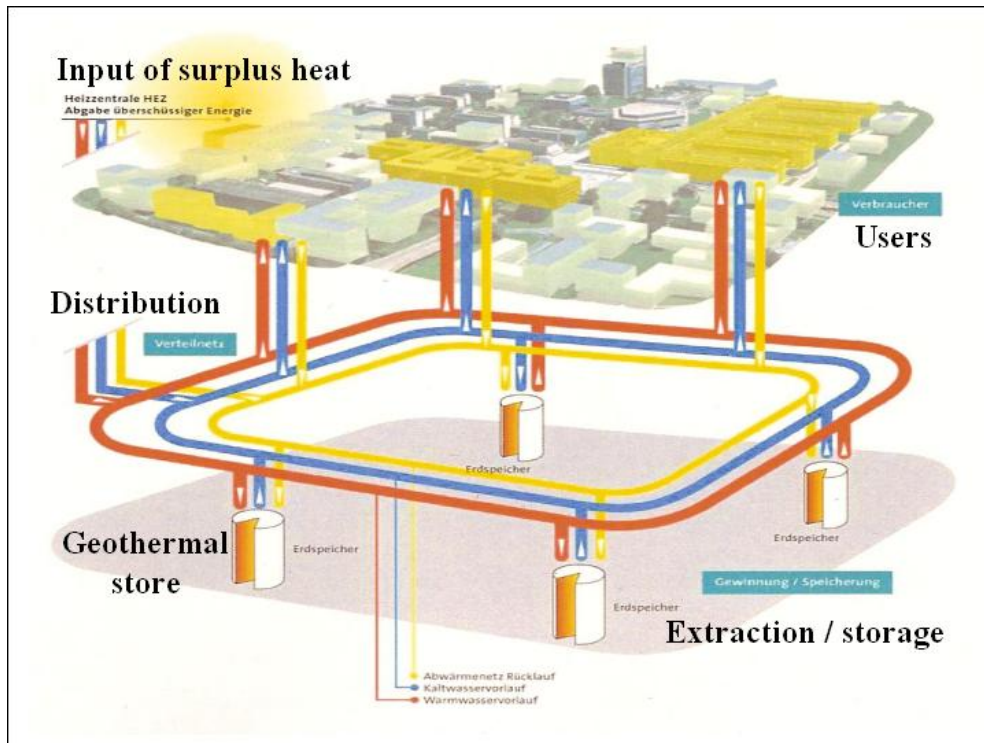 Input of surplus heat
Heizzentrale HEZ
Abgabe überschüssiger Energie
Verbraucher
Users
Distribution
Verteilnetz
Erdspeicher
Erdspeicher
Geothermal
store
Erdspeicher
Gewinnung / Speicherung
Erdspeicher
Extraction / storage
Abwärmenetz Rücklauf
Kaltwasservorlauf
Warmwasservorlauf